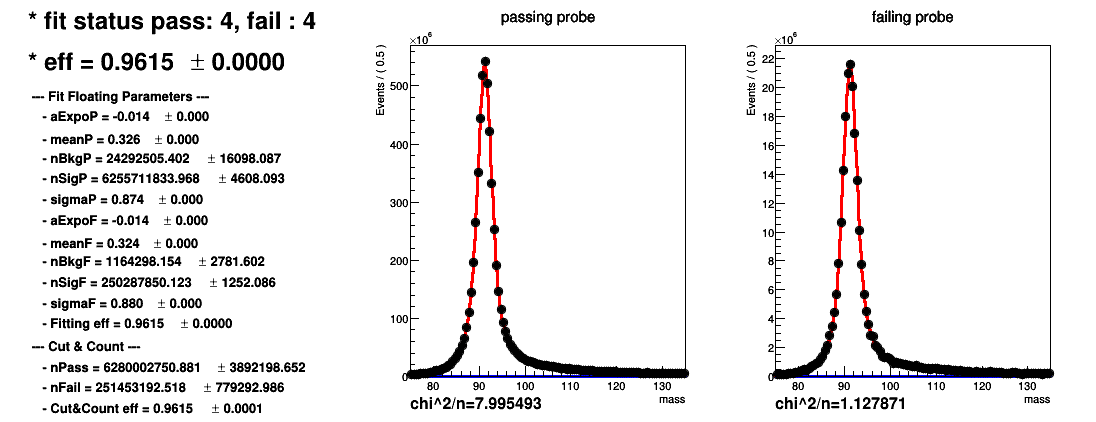 * fit status pass: 4, fail : 4
* eff = 0.9615 ± 0.0000
--- Fit Floating Parameters ---
- aExpoP = -0.014 ± 0.000
- meanP = 0.326 ± 0.000
- nBkgP = 24292505.402 ± 16098.087
- nSigP = 6255711833.968 ± 4608.093
- sigmaP = 0.874 ± 0.000
- aExpoF = -0.014 ± 0.000
- meanF = 0.324 ± 0.000
- nBkgF = 1164298.154 ± 2781.602
- nSigF = 250287850.123 ± 1252.086
- sigmaF = 0.880 ± 0.000
- Fitting eff = 0.9615 ± 0.0000
--- Cut & Count ---
- nPass = 6280002750.881 ± 3892198.652
- nFail = 251453192.518 ± 779292.986
- Cut&Count eff = 0.9615 ± 0.0001
passing probe
×10⁶
Events / ( 0.5 )
500
400
300
200
100
0
80 90 100 110 120 130
mass
chi^2/n=7.995493
failing probe
×10⁶
Events / ( 0.5 )
22
20
18
16
14
12
10
8
6
4
2
0
80 90 100 110 120 130
mass
chi^2/n=1.127871